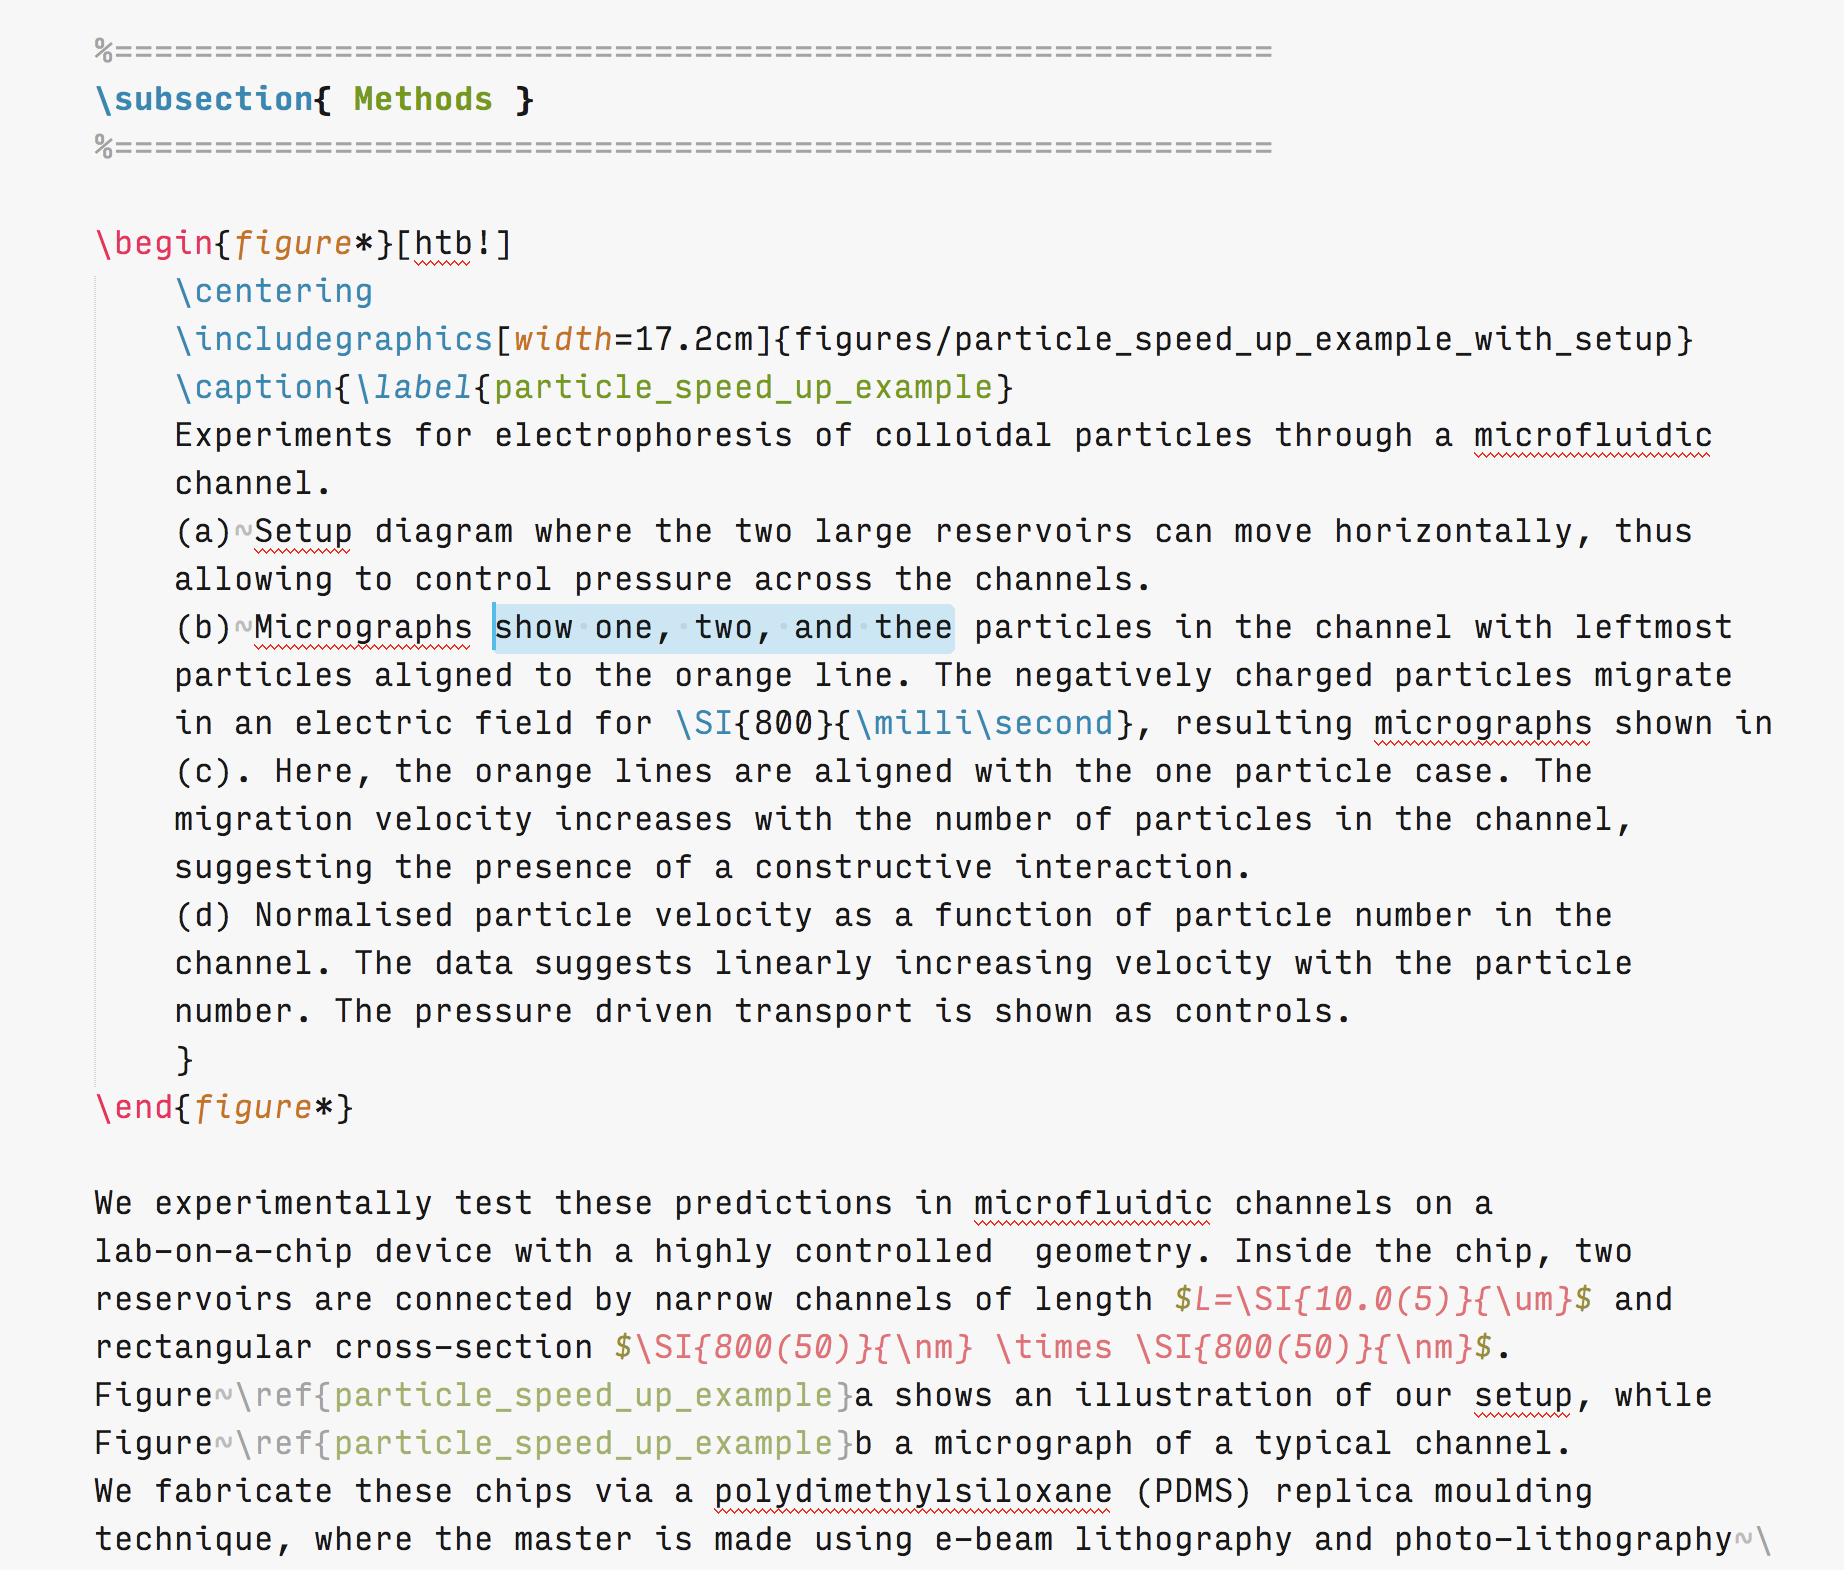 %==========================================================
\subsection{ Methods }
%==========================================================
\begin{figure*}[htb!]
\centering
\includegraphics[width=17.2cm]{figures/particle_speed_up_example_with_setup}
\caption{\label{particle_speed_up_example}
Experiments for electrophoresis of colloidal particles through a microfluidic
channel.
(a)~Setup diagram where the two large reservoirs can move horizontally, thus
allowing to control pressure across the channels.
(b)~Micrographs show one, two, and thee particles in the channel with leftmost
particles aligned to the orange line. The negatively charged particles migrate
in an electric field for \SI{800}{\milli\second}, resulting micrographs shown in
(c). Here, the orange lines are aligned with the one particle case. The
migration velocity increases with the number of particles in the channel,
suggesting the presence of a constructive interaction.
(d) Normalised particle velocity as a function of particle number in the
channel. The data suggests linearly increasing velocity with the particle
number. The pressure driven transport is shown as controls.
}
\end{figure*}
We experimentally test these predictions in microfluidic channels on a
lab-on-a-chip device with a highly controlled  geometry. Inside the chip, two
reservoirs are connected by narrow channels of length $L=\SI{10.0(5)}{\um}$ and
rectangular cross-section $\SI{800(50)}{\nm} \times \SI{800(50)}{\nm}$.
Figure~\ref{particle_speed_up_example}a shows an illustration of our setup, while
Figure~\ref{particle_speed_up_example}b a micrograph of a typical channel.
We fabricate these chips via a polydimethylsiloxane (PDMS) replica moulding
technique, where the master is made using e-beam lithography and photo-lithography~\